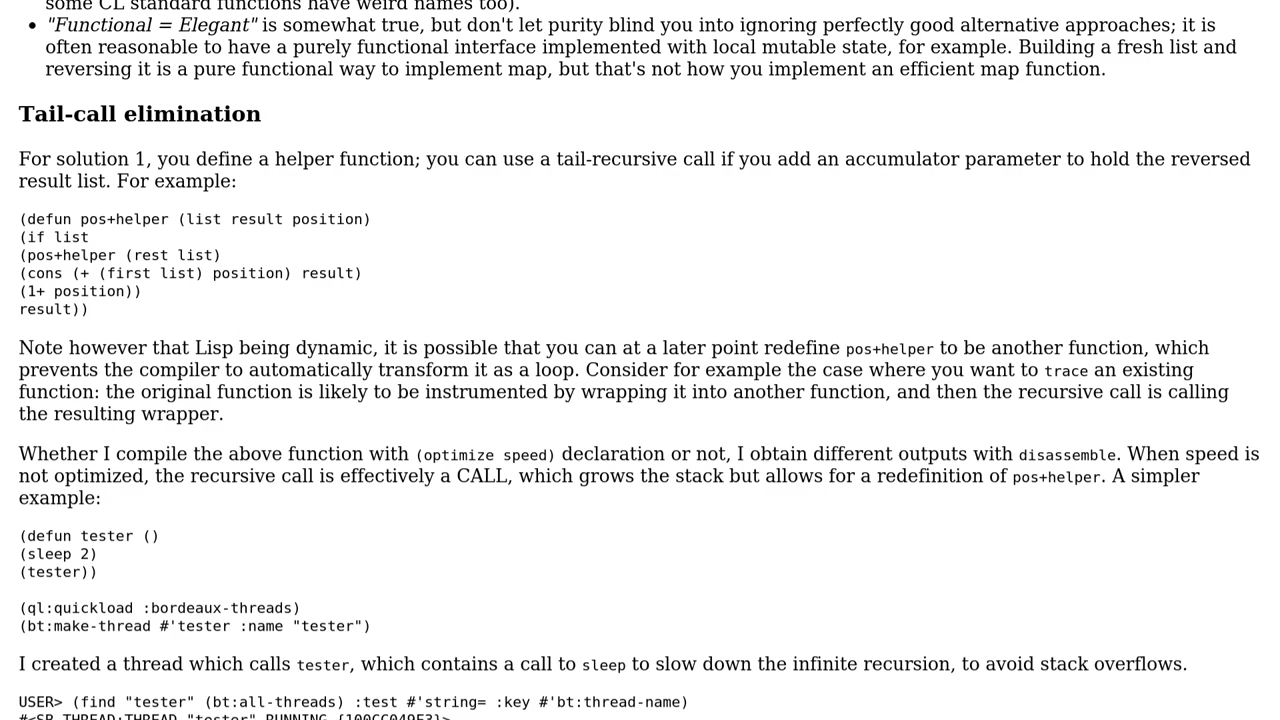 some CL standard functions have weird names too).
• "Functional = Elegant" is somewhat true, but don't let purity blind you into ignoring perfectly good alternative approaches; it is
often reasonable to have a purely functional interface implemented with local mutable state, for example. Building a fresh list and
reversing it is a pure functional way to implement map, but that's not how you implement an efficient map function.
Tail-call elimination
For solution 1, you define a helper function; you can use a tail-recursive call if you add an accumulator parameter to hold the reversed
result list. For example:
(defun pos+helper (list result position)
(if list
(pos+helper (rest list)
(cons (+ (first list) position) result)
(1+ position))
result))
Note however that Lisp being dynamic, it is possible that you can at a later point redefine pos+helper to be another function, which
prevents the compiler to automatically transform it as a loop. Consider for example the case where you want to trace an existing
function: the original function is likely to be instrumented by wrapping it into another function, and then the recursive call is calling
the resulting wrapper.
Whether I compile the above function with (optimize speed) declaration or not, I obtain different outputs with disassemble. When speed is
not optimized, the recursive call is effectively a CALL, which grows the stack but allows for a redefinition of pos+helper. A simpler
example:
(defun tester ()
(sleep 2)
(tester))
(ql:quickload :bordeaux-threads)
(bt:make-thread #'tester :name "tester")
I created a thread which calls tester, which contains a call to sleep to slow down the infinite recursion, to avoid stack overflows.
USER> (find "tester" (bt:all-threads) :test #'string= :key #'bt:thread-name)
#<SB-THREAD:THREAD "tester" RUNNING